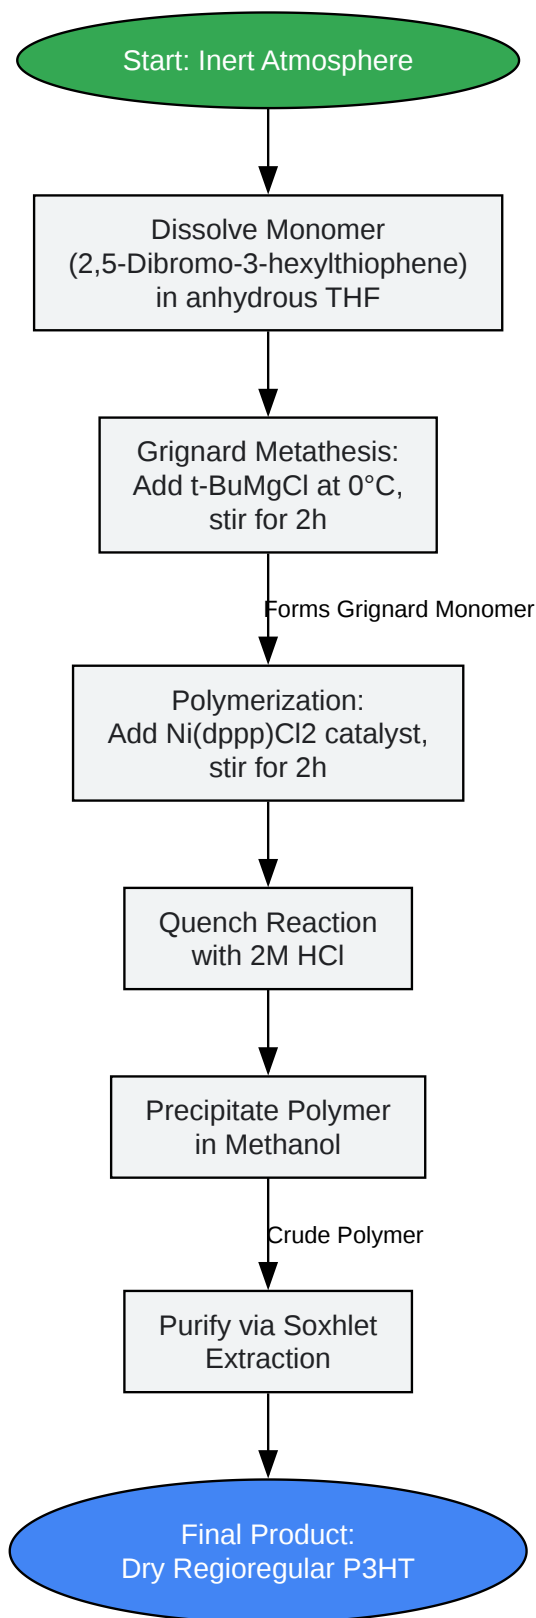 Start: Inert Atmosphere
Dissolve Monomer
(2,5-Dibromo-3-hexylthiophene)
in anhydrous THF
Grignard Metathesis:
Add t-BuMgCl at 0°C,
stir for 2h
Forms Grignard Monomer
Polymerization:
Add Ni(dppp)Cl2 catalyst,
stir for 2h
Quench Reaction
with 2M HCl
Precipitate Polymer
in Methanol
Crude Polymer
Purify via Soxhlet
Extraction
Final Product:
Dry Regioregular P3HT